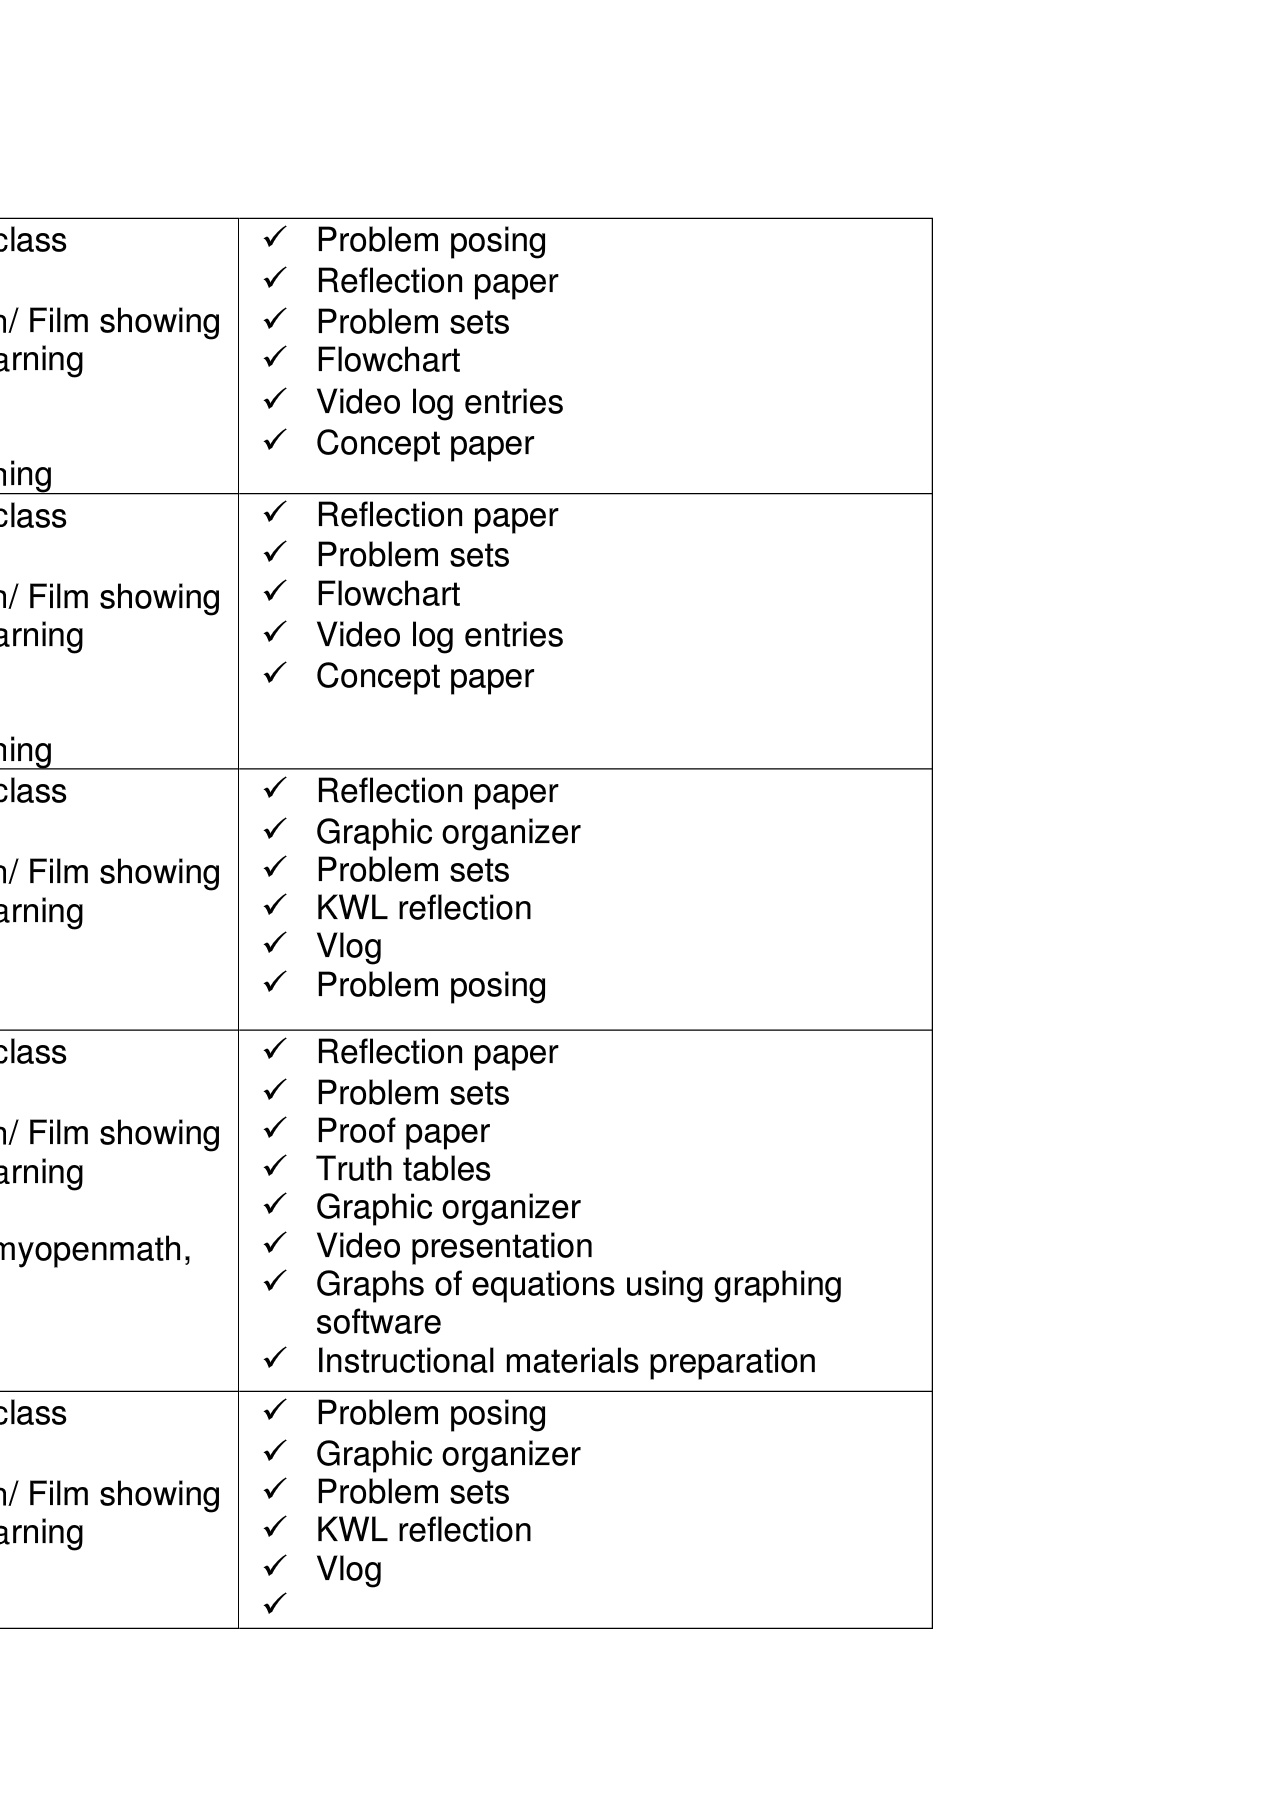 class
n/ Film showing
arning
ning
✓ Problem posing
✓ Reflection paper
✓ Problem sets
✓ Flowchart
✓ Video log entries
✓ Concept paper
class
n/ Film showing
arning
ning
✓ Reflection paper
✓ Problem sets
✓ Flowchart
✓ Video log entries
✓ Concept paper
class
n/ Film showing
arning
✓ Reflection paper
✓ Graphic organizer
✓ Problem sets
✓ KWL reflection
✓ Vlog
✓ Problem posing
class
n/ Film showing
arning
myopenmath,
✓ Reflection paper
✓ Problem sets
✓ Proof paper
✓ Truth tables
✓ Graphic organizer
✓ Video presentation
✓ Graphs of equations using graphing
software
✓ Instructional materials preparation
class
n/ Film showing
arning
✓ Problem posing
✓ Graphic organizer
✓ Problem sets
✓ KWL reflection
✓ Vlog
✓